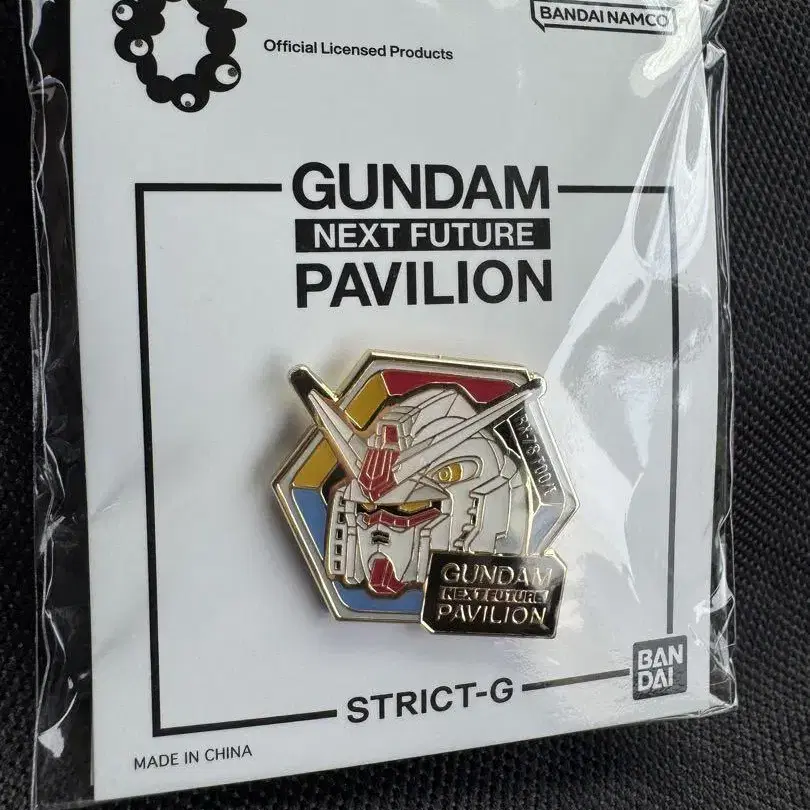 BANDAI NAMCO
Official Licensed Products
GUNDAM
NEXT FUTURE
PAVILION
GUNDAM
NEXT FUTURE
PAVILION
STRICT-G
BAN
DAI
MADE IN CHINA